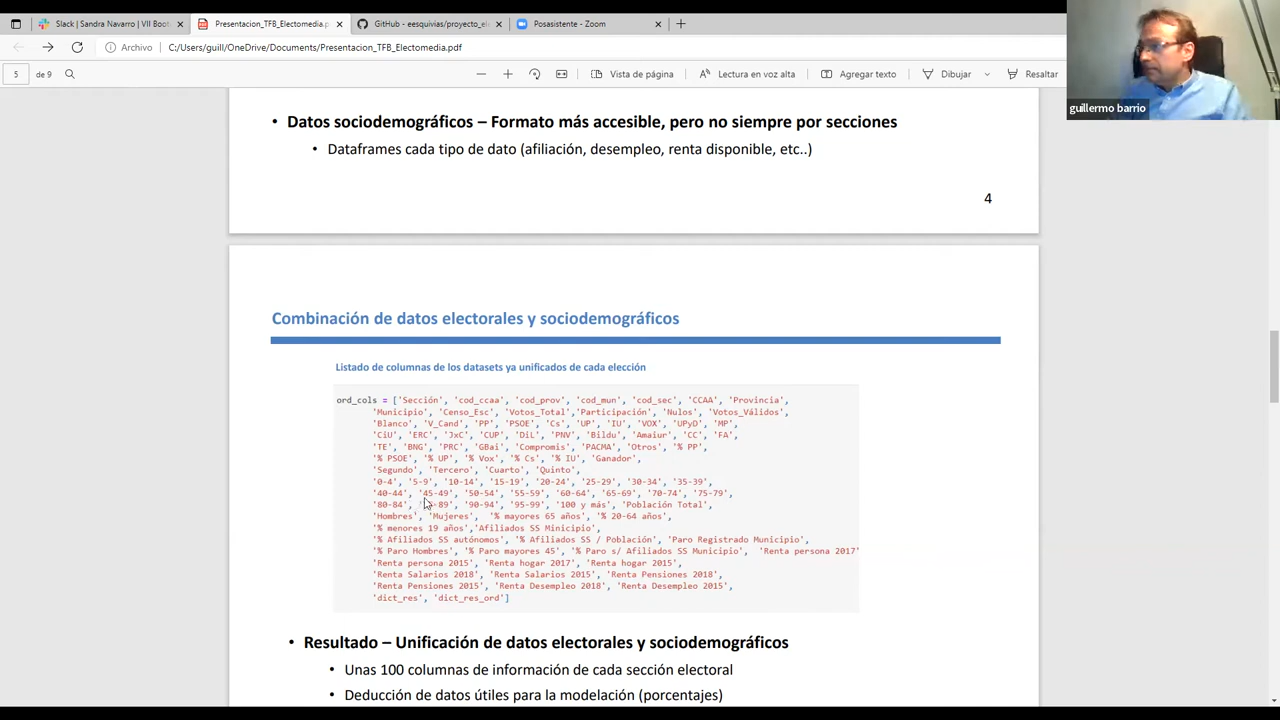 Slack | Sandra Navarro | VII Boot
Presentacion_TFB_Electomedia.p
GitHub - eesquivias/proyecto_el
Posasistente - Zoom
Archivo
C:/Users/guill/OneDrive/Documents/Presentacion_TFB_Electomedia.pdf
5
de 9
Vista de página
Lectura en voz alta
Agregar texto
Dibujar
Resaltar
guillermo barrio
• Datos sociodemográficos – Formato más accesible, pero no siempre por secciones
• Dataframes cada tipo de dato (afiliación, desempleo, renta disponible, etc..)
4
Combinación de datos electorales y sociodemográficos
Listado de columnas de los datasets ya unificados de cada elección
ord_cols = ['Sección', 'cod_ccaa', 'cod_prov', 'cod_mun', 'cod_sec', 'CCAA', 'Provincia',
'Municipio', 'Censo_Esc', 'Votos_Total','Participación', 'Nulos', 'Votos_Válidos',
'Blanco', 'V_Cand', 'PP', 'PSOE', 'Cs', 'UP', 'IU', 'VOX', 'UPyD', 'MP',
'CiU', 'ERC', 'JxC', 'CUP', 'DiL', 'PNV', 'Bildu', 'Amaiur', 'CC', 'FA',
'TE', 'BNG', 'PRC', 'GBai', 'Compromis', 'PACMA', 'Otros', '% PP',
'% PSOE', '% UP', '% Vox', '% Cs', '% IU', 'Ganador',
'Segundo', 'Tercero', 'Cuarto', 'Quinto',
'0-4', '5-9', '10-14', '15-19', '20-24', '25-29', '30-34', '35-39',
'40-44', '45-49', '50-54', '55-59', '60-64', '65-69', '70-74', '75-79',
'80-84', -89', '90-94', '95-99', '100 y más', 'Población Total',
'Hombres', 'Mujeres', '% mayores 65 años', '% 20-64 años',
'% menores 19 años','Afiliados SS Minicipio',
'% Afiliados SS autónomos', '% Afiliados SS / Población', 'Paro Registrado Municipio',
'% Paro Hombres', '% Paro mayores 45', '% Paro s/ Afiliados SS Municipio', 'Renta persona 2017'
'Renta persona 2015', 'Renta hogar 2017', 'Renta hogar 2015',
'Renta Salarios 2018', 'Renta Salarios 2015', 'Renta Pensiones 2018',
'Renta Pensiones 2015', 'Renta Desempleo 2018', 'Renta Desempleo 2015',
'dict_res', 'dict_res_ord']
• Resultado – Unificación de datos electorales y sociodemográficos
• Unas 100 columnas de información de cada sección electoral
• Deducción de datos útiles para la modelación (porcentajes)